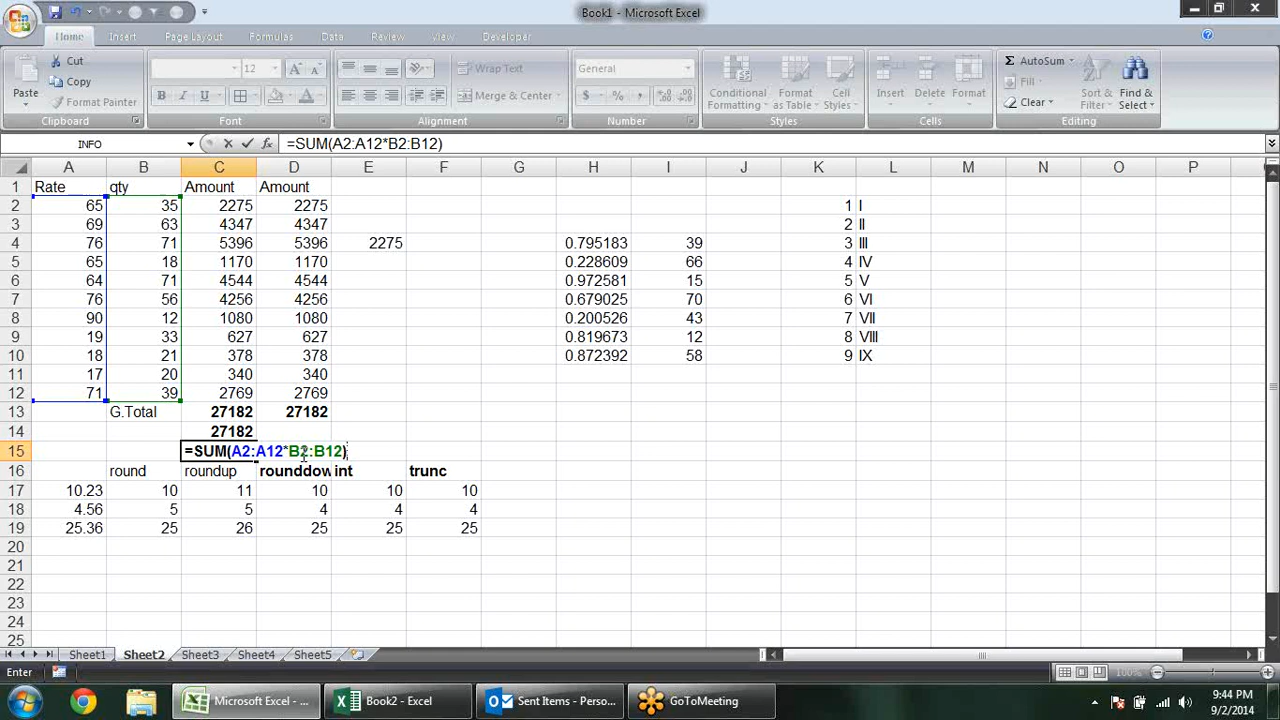 Book1 - Microsoft Excel
Home Insert Page Layout Formulas Data Review View Developer
Paste
Cut
Copy
Format Painter
Clipboard
12
B I U
Font
Wrap Text
Merge & Center
Alignment
General
$ % ,
Number
Conditional Formatting
Format as Table
Cell Styles
Styles
Insert Delete Format
Cells
AutoSum
Fill
Clear
Sort & Filter
Find & Select
Editing
INFO fx =SUM(A2:A12*B2:B12)
A B C D E F G H I J K L M N O P
1 Rate qty Amount Amount
2 65 35 2275 2275 1 I
3 69 63 4347 4347 2 II
4 76 71 5396 5396 2275 0.795183 39 3 III
5 65 18 1170 1170 0.228609 66 4 IV
6 64 71 4544 4544 0.972561 15 5 V
7 76 56 4256 4256 0.679025 70 6 VI
8 90 12 1080 1080 0.200526 43 7 VII
9 19 33 627 627 0.819673 12 8 VIII
10 18 21 378 378 0.872392 58 9 IX
11 17 20 340 340
12 71 39 2769 2769
13 G.Total 27182 27182
14 27182
15 =SUM(A2:A12*B2:B12)
16 round roundup rounddow int trunc
17 10.23 10 11 10 10 10
18 4.56 5 5 4 4 4
19 25.36 25 26 25 25 25
20
21
22
23
24
25
Sheet1 Sheet2 Sheet3 Sheet4 Sheet5
Enter 100%
Microsoft Excel - ... Book2 - Excel Sent Items - Perso... GoToMeeting
9:44 PM
9/2/2014